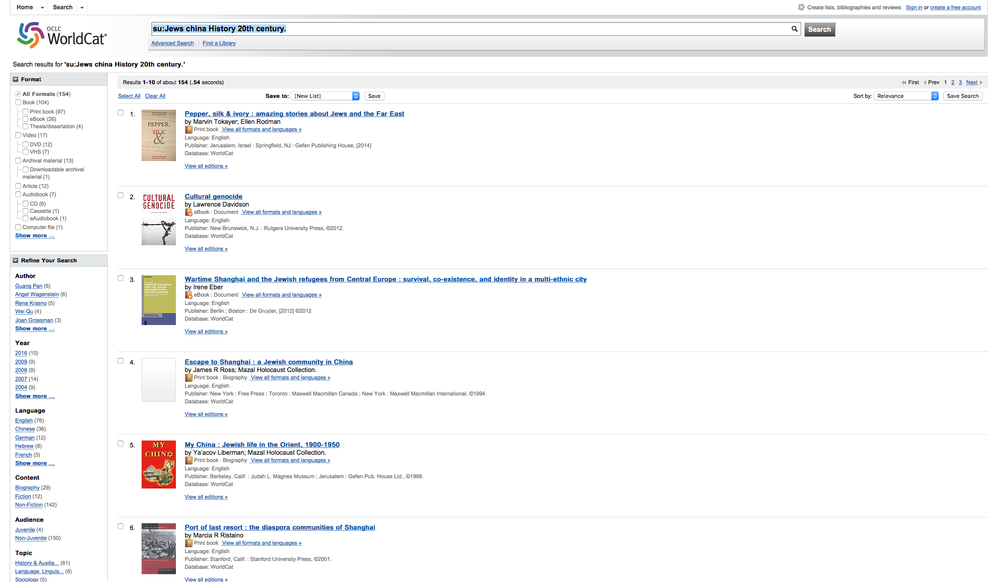 Home Search Create lists, bibliographies and reviews: Sign in or create a free account
OCLC
WorldCat®
su:Jews china History 20th century.
Search
Advanced Search Find a Library
Search results for 'su:Jews china History 20th century.'
Format
All Formats (154)
Book (104)
Print book (97)
eBook (26)
Thesis/dissertation (4)
Video (17)
DVD (12)
VHS (7)
Archival material (13)
Downloadable archival
material (1)
Article (12)
Audiobook (7)
CD (6)
Cassette (1)
eAudiobook (1)
Computer file (1)
Show more ...
Refine Your Search
Author
Guang Pan (6)
Angel Wagenstein (6)
Rena Krasno (5)
Wei Qu (4)
Joan Grossman (3)
Show more ...
Year
2016 (10)
2009 (9)
2008 (9)
2007 (14)
2004 (9)
Show more ...
Language
English (76)
Chinese (36)
German (12)
Hebrew (8)
French (3)
Show more ...
Content
Biography (29)
Fiction (12)
Non-Fiction (142)
Audience
Juvenile (4)
Non-Juvenile (150)
Topic
History & Auxilia... (81)
Language, Linguis... (8)
Sociology (5)
Results 1-10 of about 154 (.54 seconds) « First ‹ Prev 1 2 3 Next ›
Select All Clear All Save to: [New List] Save Sort by: Relevance Save Search
1.
PEPPER,
SILK
&
IVORY
Pepper, silk & ivory : amazing stories about Jews and the Far East
by Marvin Tokayer; Ellen Rodman
Print book View all formats and languages »
Language: English
Publisher: Jerusalem, Israel : Springfield, NJ : Gefen Publishing House, [2014]
Database: WorldCat
View all editions »
2.
CULTURAL
GENOCIDE
Cultural genocide
by Lawrence Davidson
eBook : Document View all formats and languages »
Language: English
Publisher: New Brunswick, N.J. : Rutgers University Press, ©2012.
Database: WorldCat
View all editions »
3.
WARTIME SHANGHAI
AND THE JEWISH
REFUGEES FROM
CENTRAL EUROPE
Wartime Shanghai and the Jewish refugees from Central Europe : survival, co-existence, and identity in a multi-ethnic city
by Irene Eber
eBook : Document View all formats and languages »
Language: English
Publisher: Berlin ; Boston : De Gruyter, [2012] ©2012
Database: WorldCat
View all editions »
4.
Escape to Shanghai : a Jewish community in China
by James R Ross; Mazal Holocaust Collection.
Print book : Biography View all formats and languages »
Language: English
Publisher: New York : Free Press ; Toronto : Maxwell Macmillan Canada ; New York : Maxwell Macmillan International, ©1994.
Database: WorldCat
View all editions »
5.
MY
CHINA
My China : Jewish life in the Orient, 1900-1950
by Ya'acov Liberman; Mazal Holocaust Collection.
Print book : Biography View all formats and languages »
Language: English
Publisher: Berkeley, Calif. : Judah L. Magnes Museum ; Jerusalem : Gefen Pub. House Ltd., ©1998.
Database: WorldCat
View all editions »
6.
Port of last resort : the diaspora communities of Shanghai
by Marcia R Ristaino
Print book View all formats and languages »
Language: English
Publisher: Stanford, Calif. : Stanford University Press, ©2001.
Database: WorldCat
View all editions »